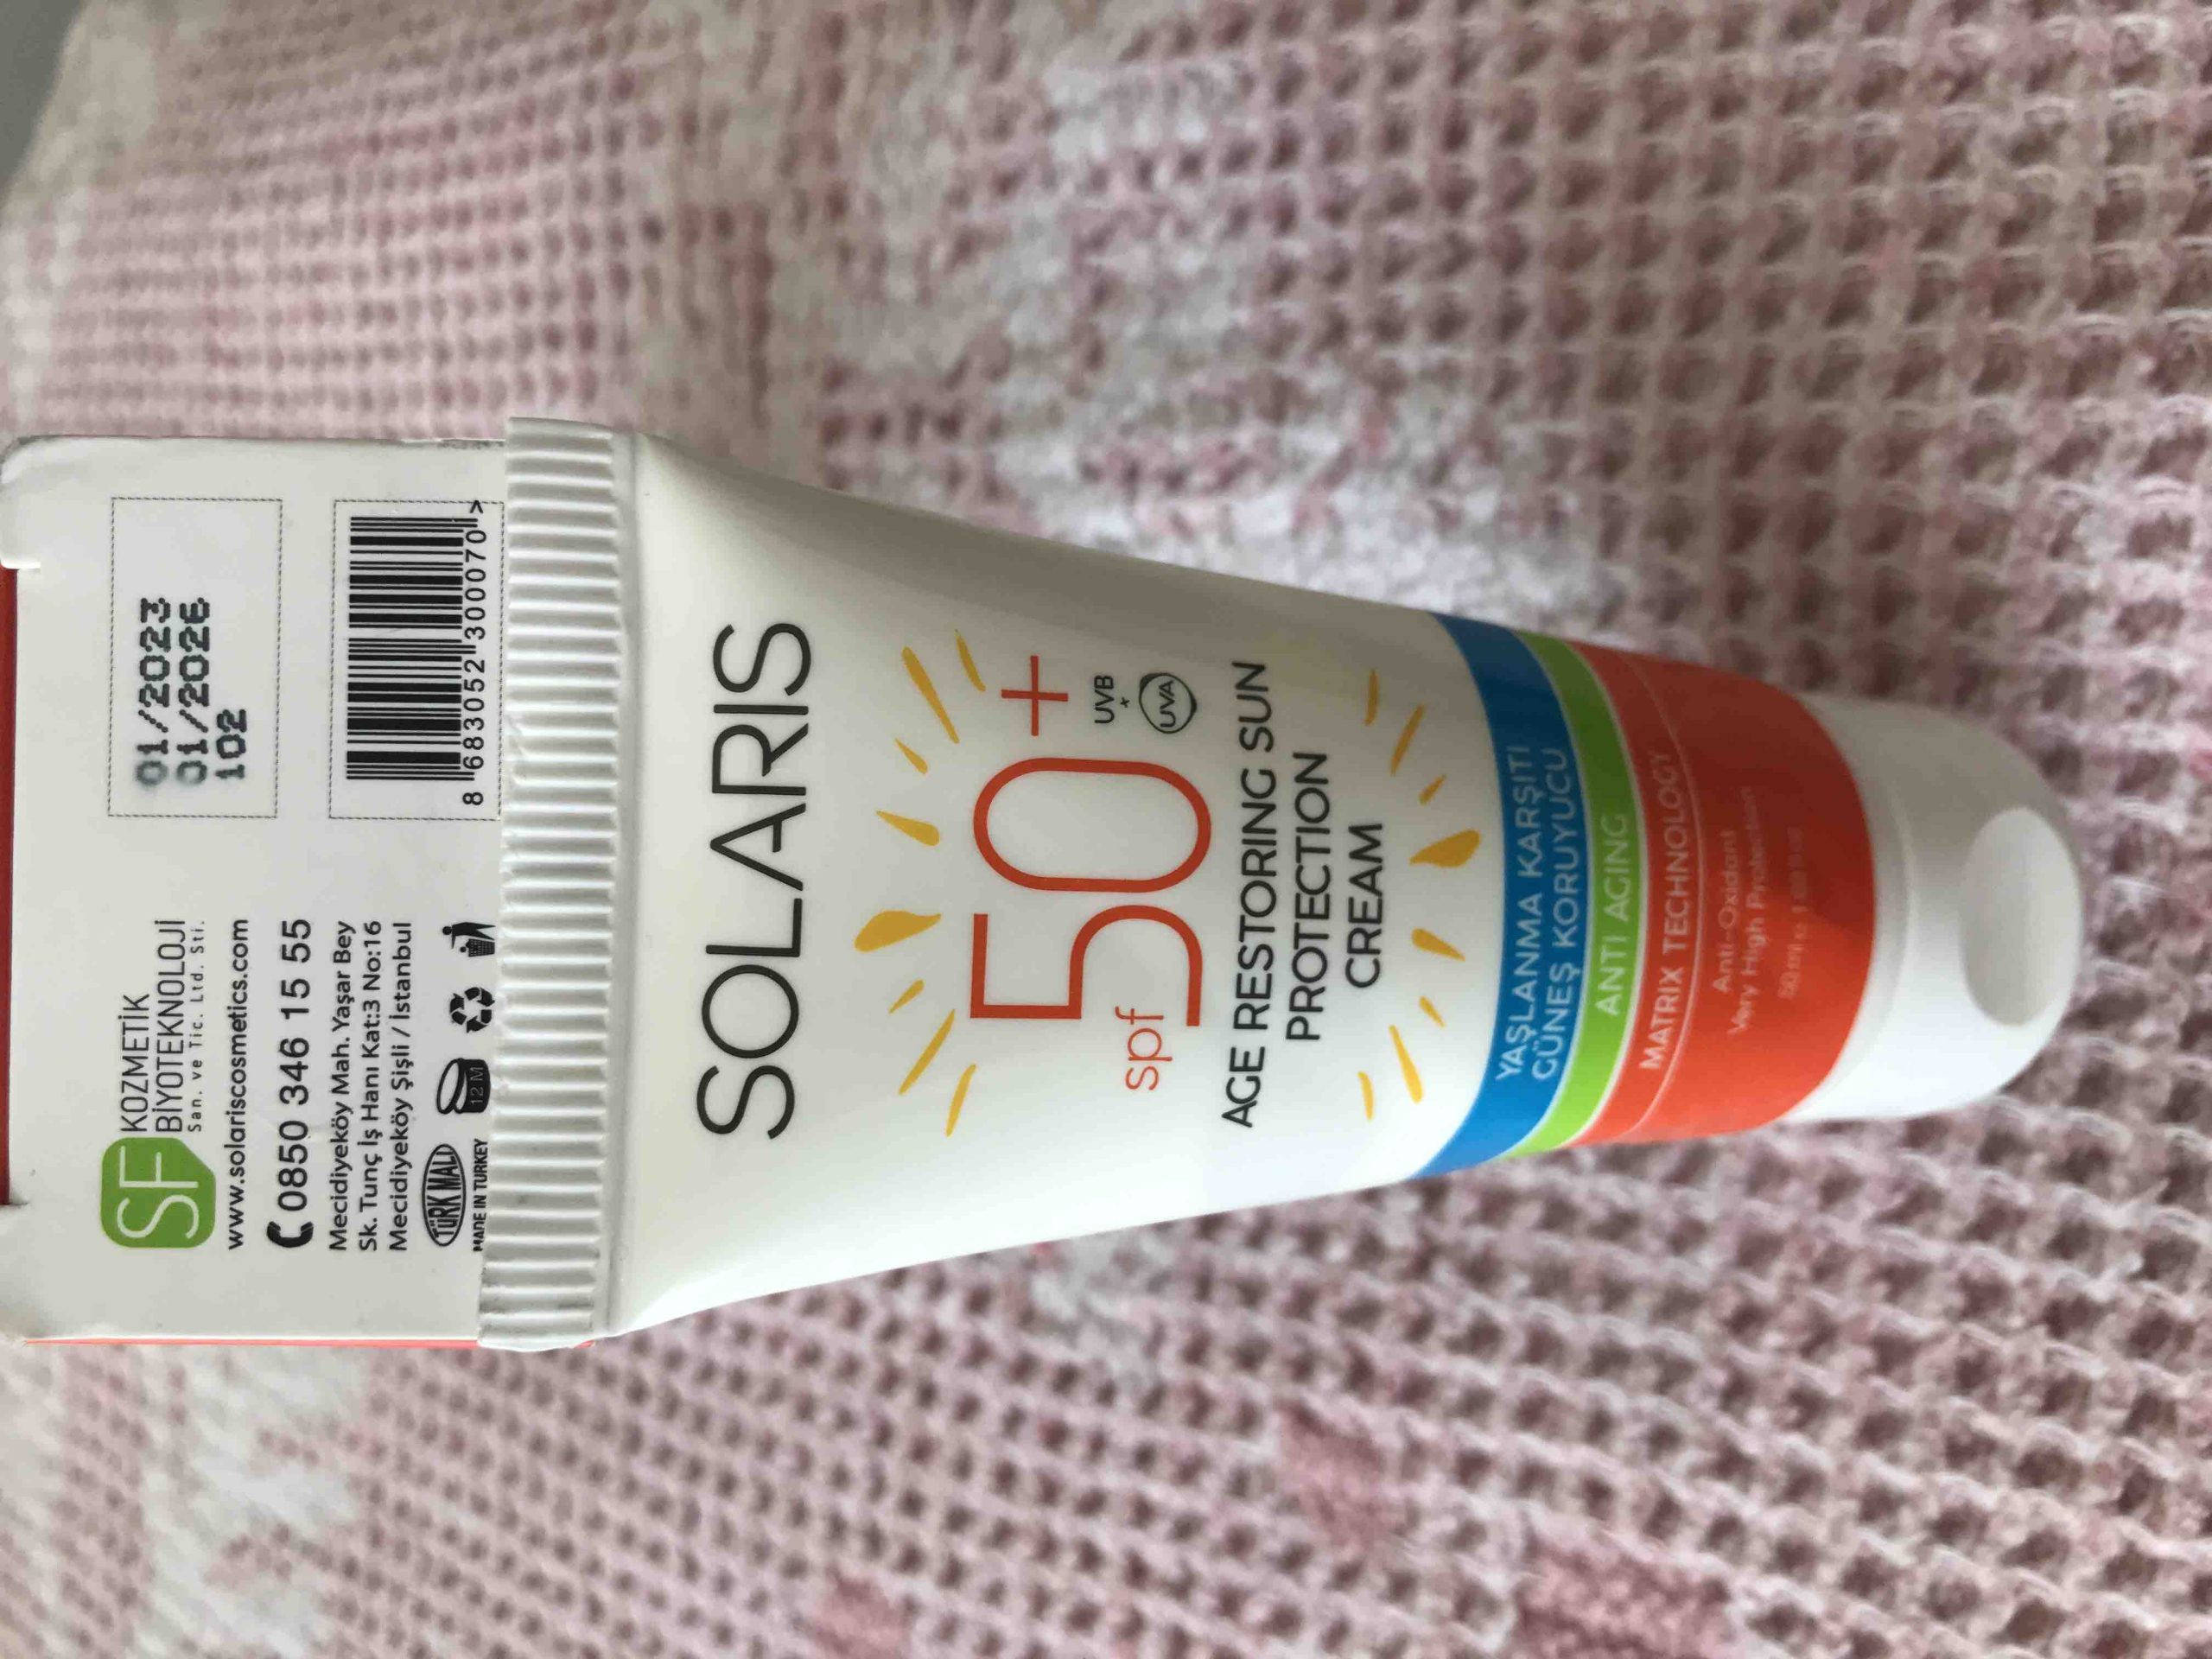 SF
KOZMETİK
BİYOTEKNOLOJİ
San. ve Tic. Ltd. Şti.
www.solariscosmetics.com
0850 346 15 55
Mecidiyeköy Mah. Yaşar Bey
Sk. Tunç İş Hanı Kat:3 No:16
Mecidiyeköy Şişli / İstanbul
TÜRK MALI
12 M
MADE IN TURKEY
01/2023
01/2026
102
8 683052 300070 >
SOLARIS
spf 50+
UVB
+
UVA
AGE RESTORING SUN
PROTECTION
CREAM
YAŞLANMA KARŞITI
GÜNEŞ KORUYUCU
ANTI AGING
MATRIX TECHNOLOGY
Anti-Oxidant
Very High Protection
50 ml